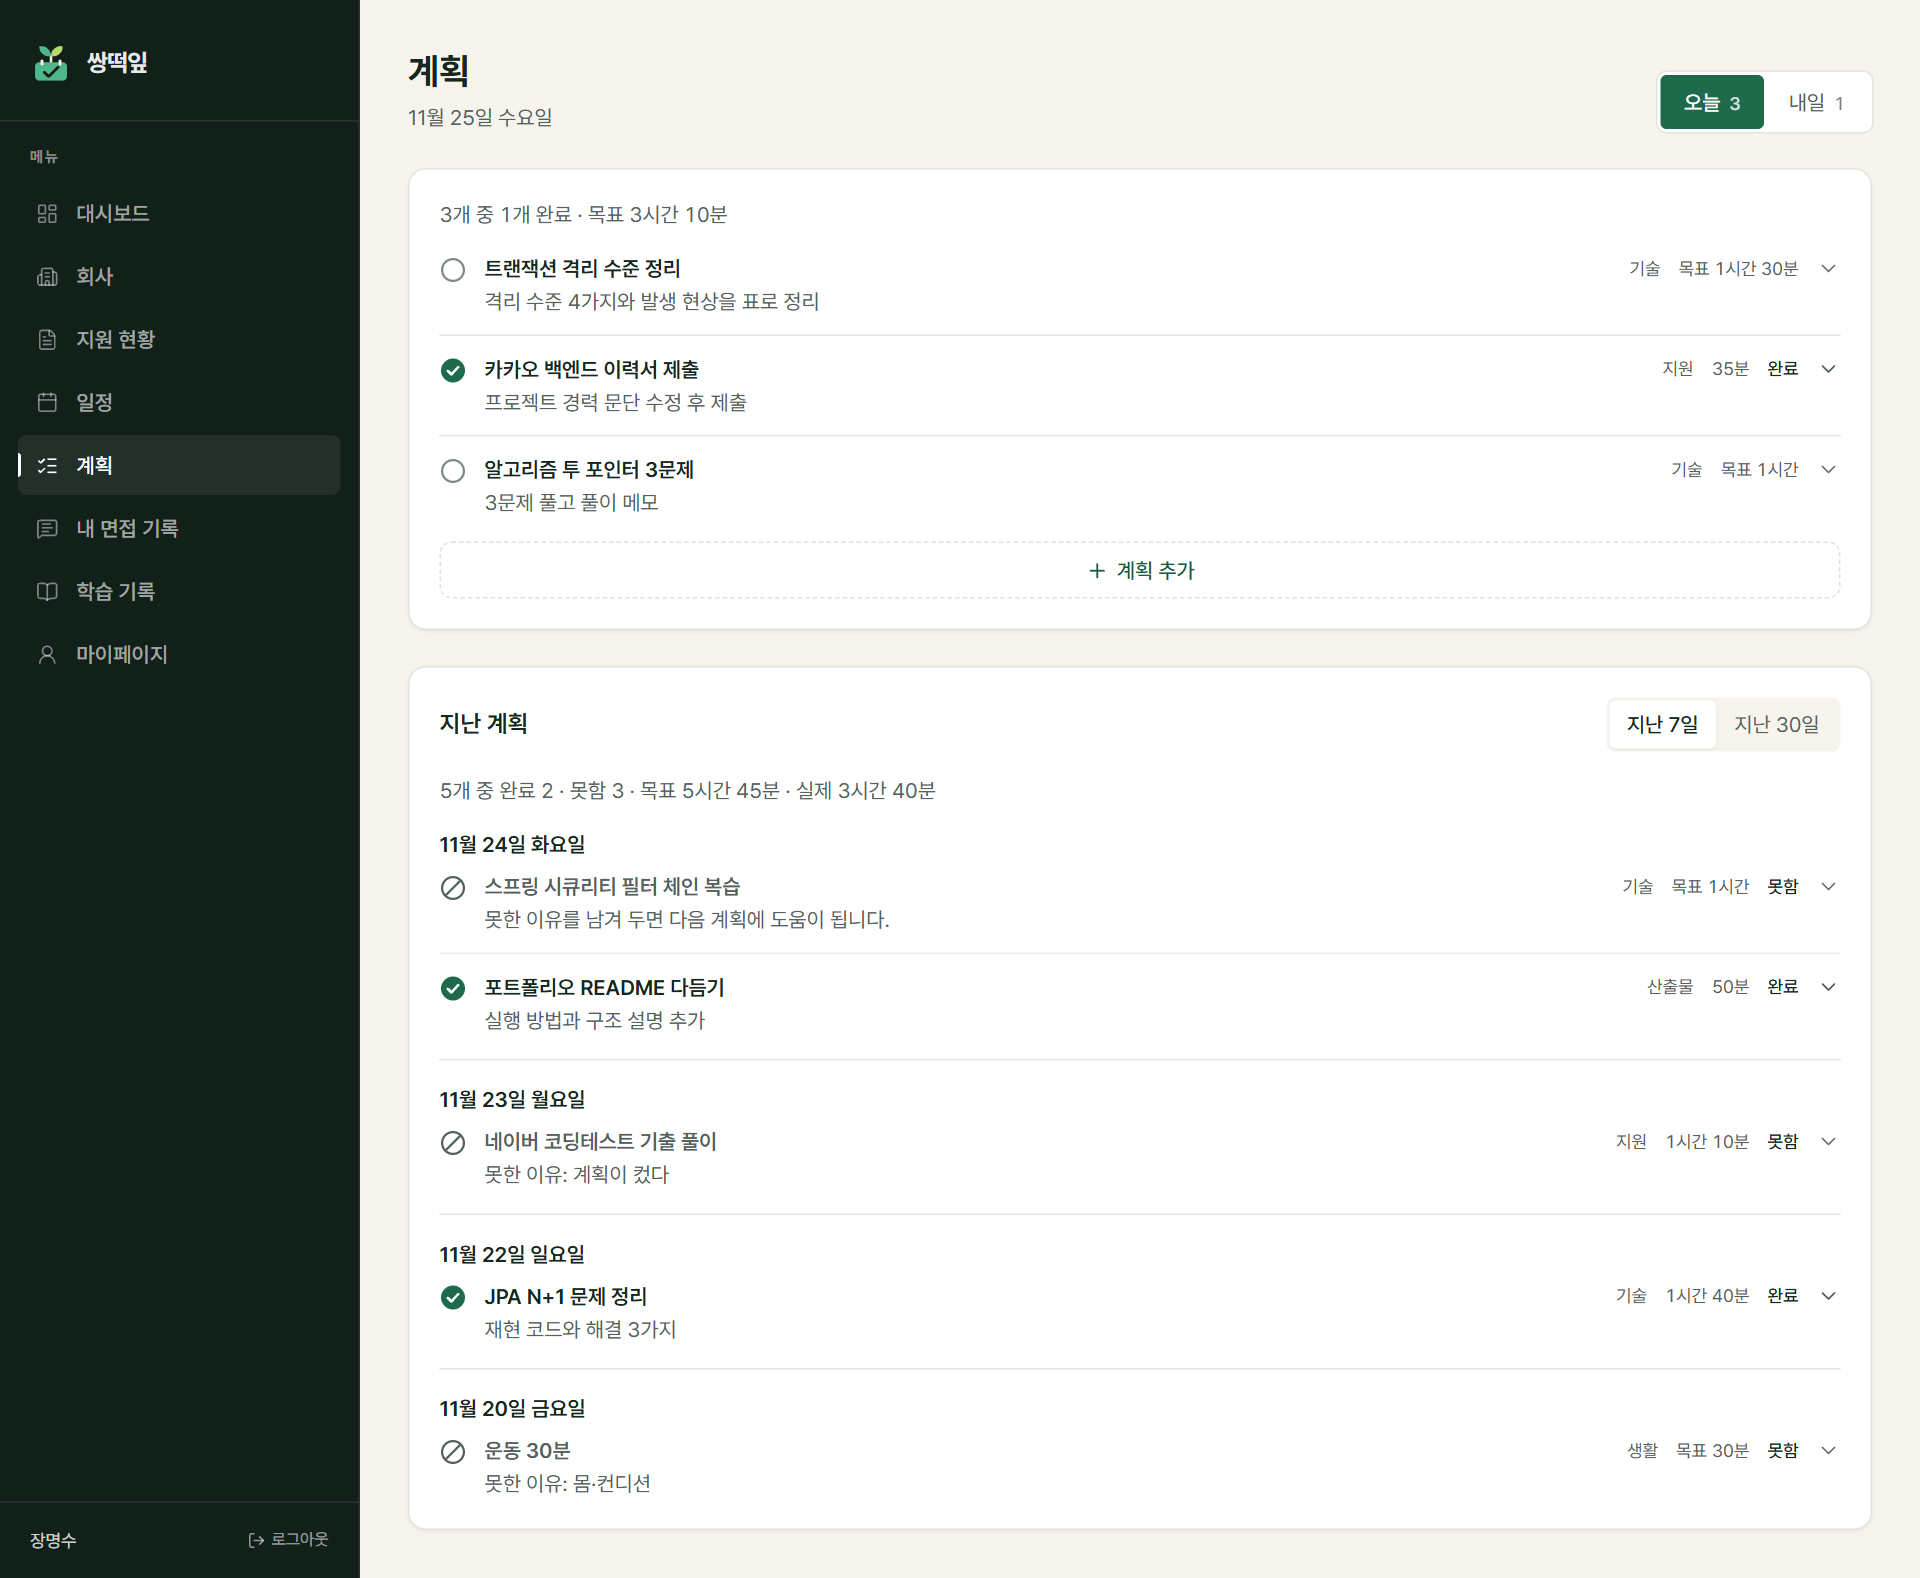 쌍떡잎
메뉴
대시보드
회사
지원 현황
일정
계획
내 면접 기록
학습 기록
마이페이지
장명수
로그아웃
계획
11월 25일 수요일
오늘 3
내일 1
3개 중 1개 완료 · 목표 3시간 10분
트랜잭션 격리 수준 정리
기술 목표 1시간 30분
격리 수준 4가지와 발생 현상을 표로 정리
카카오 백엔드 이력서 제출
지원 35분 완료
프로젝트 경력 문단 수정 후 제출
알고리즘 투 포인터 3문제
기술 목표 1시간
3문제 풀고 풀이 메모
+ 계획 추가
지난 계획
지난 7일
지난 30일
5개 중 완료 2 · 못함 3 · 목표 5시간 45분 · 실제 3시간 40분
11월 24일 화요일
스프링 시큐리티 필터 체인 복습
기술 목표 1시간 못함
못한 이유를 남겨 두면 다음 계획에 도움이 됩니다.
포트폴리오 README 다듬기
산출물 50분 완료
실행 방법과 구조 설명 추가
11월 23일 월요일
네이버 코딩테스트 기출 풀이
지원 1시간 10분 못함
못한 이유: 계획이 컸다
11월 22일 일요일
JPA N+1 문제 정리
기술 1시간 40분 완료
재현 코드와 해결 3가지
11월 20일 금요일
운동 30분
생활 목표 30분 못함
못한 이유: 몸·컨디션